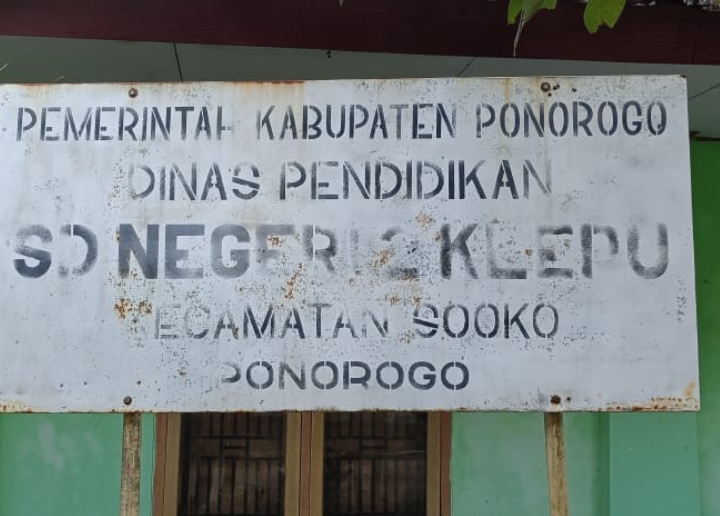 PEMERINTAH KABUPATEN PONOROGO
DINAS PENDIDIKAN
SD NEGERI 2 KLEPU
KECAMATAN SOOKO
PONOROGO